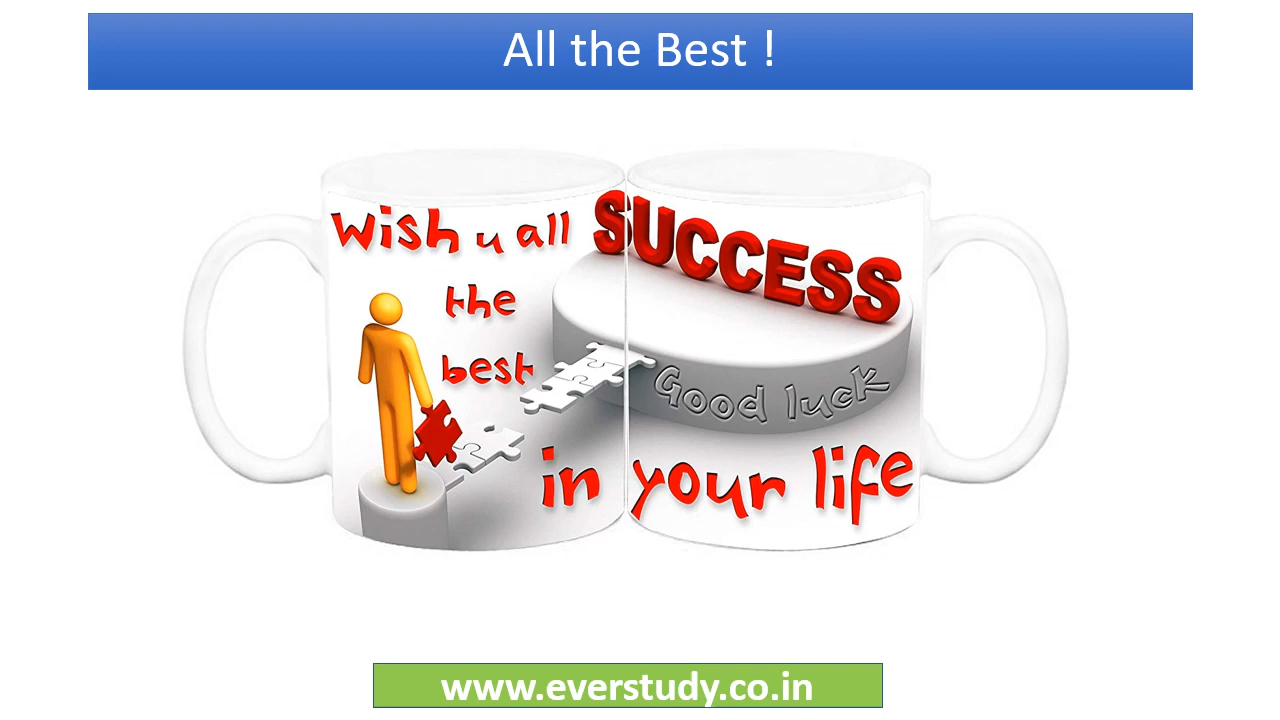 All the Best !
Wish u all
the
best
SUCCESS
Good luck
in your life
www.everstudy.co.in